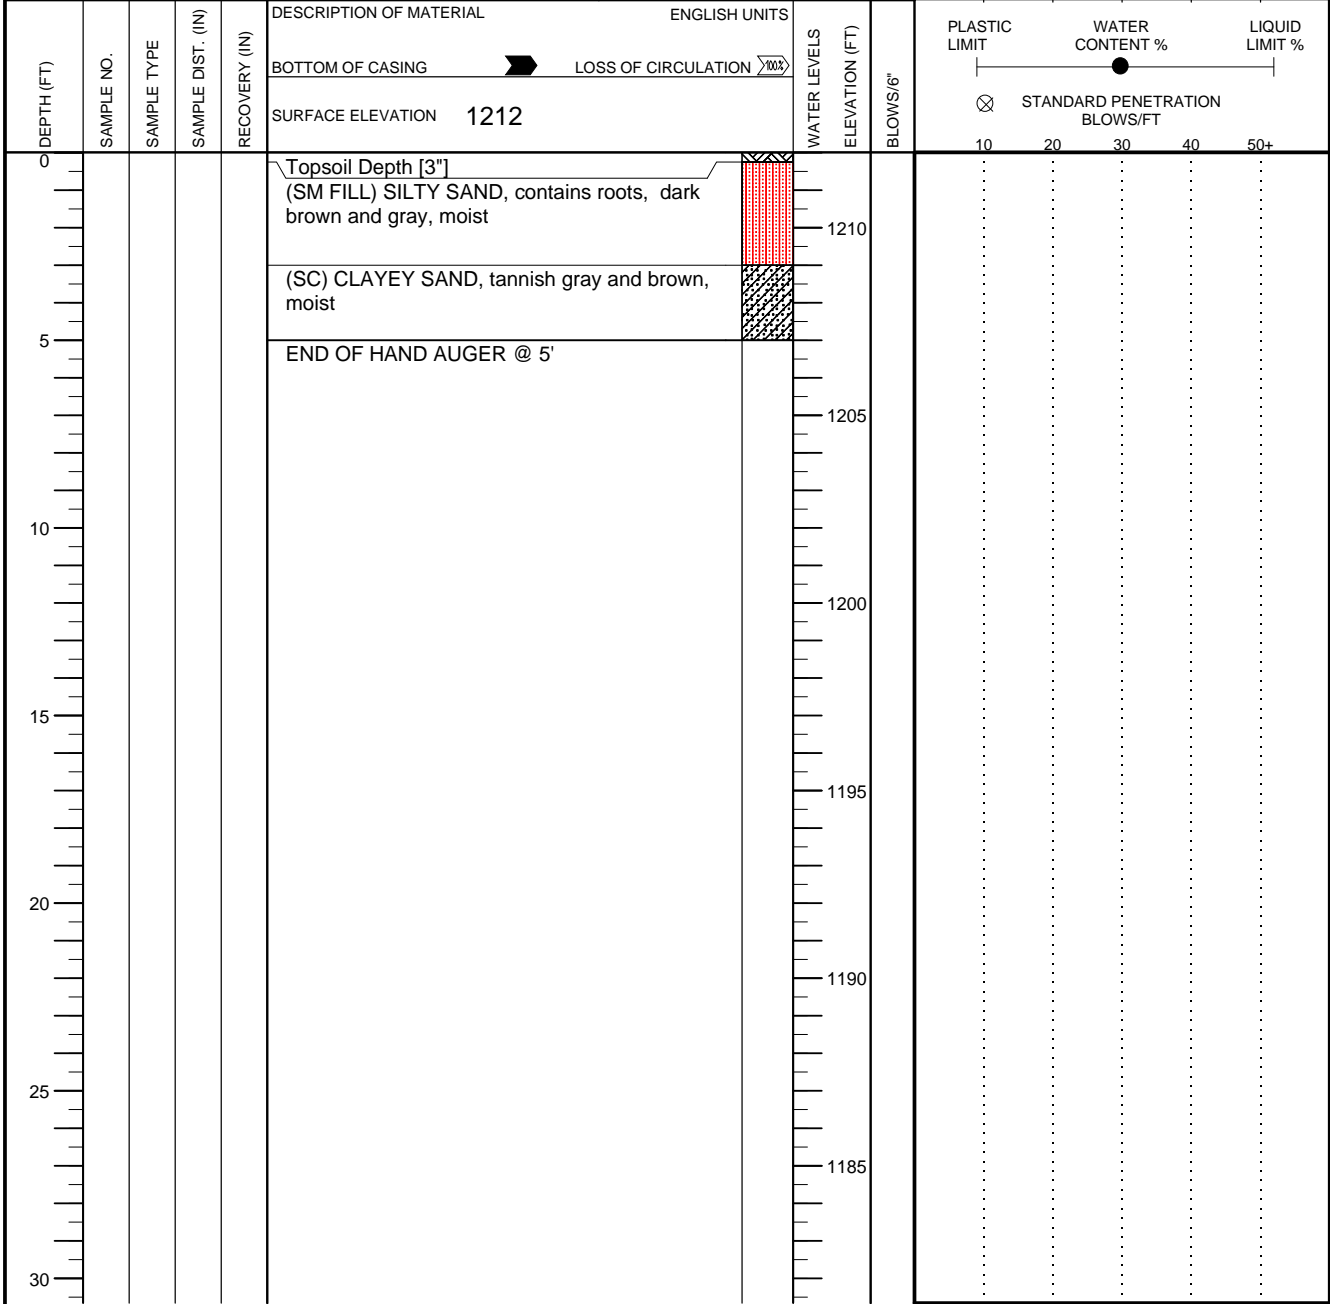 DEPTH (FT)
SAMPLE NO.
SAMPLE TYPE
SAMPLE DIST. (IN)
RECOVERY (IN)
DESCRIPTION OF MATERIAL ENGLISH UNITS
BOTTOM OF CASING LOSS OF CIRCULATION 100%
SURFACE ELEVATION 1212
WATER LEVELS
ELEVATION (FT)
BLOWS/6"
PLASTIC LIMIT
WATER CONTENT %
LIQUID LIMIT %
STANDARD PENETRATION
BLOWS/FT
10 20 30 40 50+
0
Topsoil Depth [3"]
(SM FILL) SILTY SAND, contains roots, dark
brown and gray, moist
1210
(SC) CLAYEY SAND, tannish gray and brown,
moist
5
END OF HAND AUGER @ 5'
1205
10
1200
15
1195
20
1190
25
1185
30